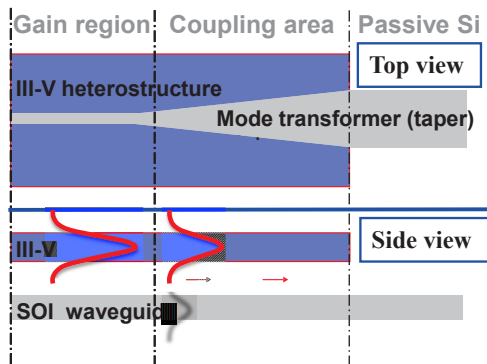 Gain region Coupling area Passive Si
Top view
III-V heterostructure
Mode transformer (taper)
Side view
III-V
SOI waveguid